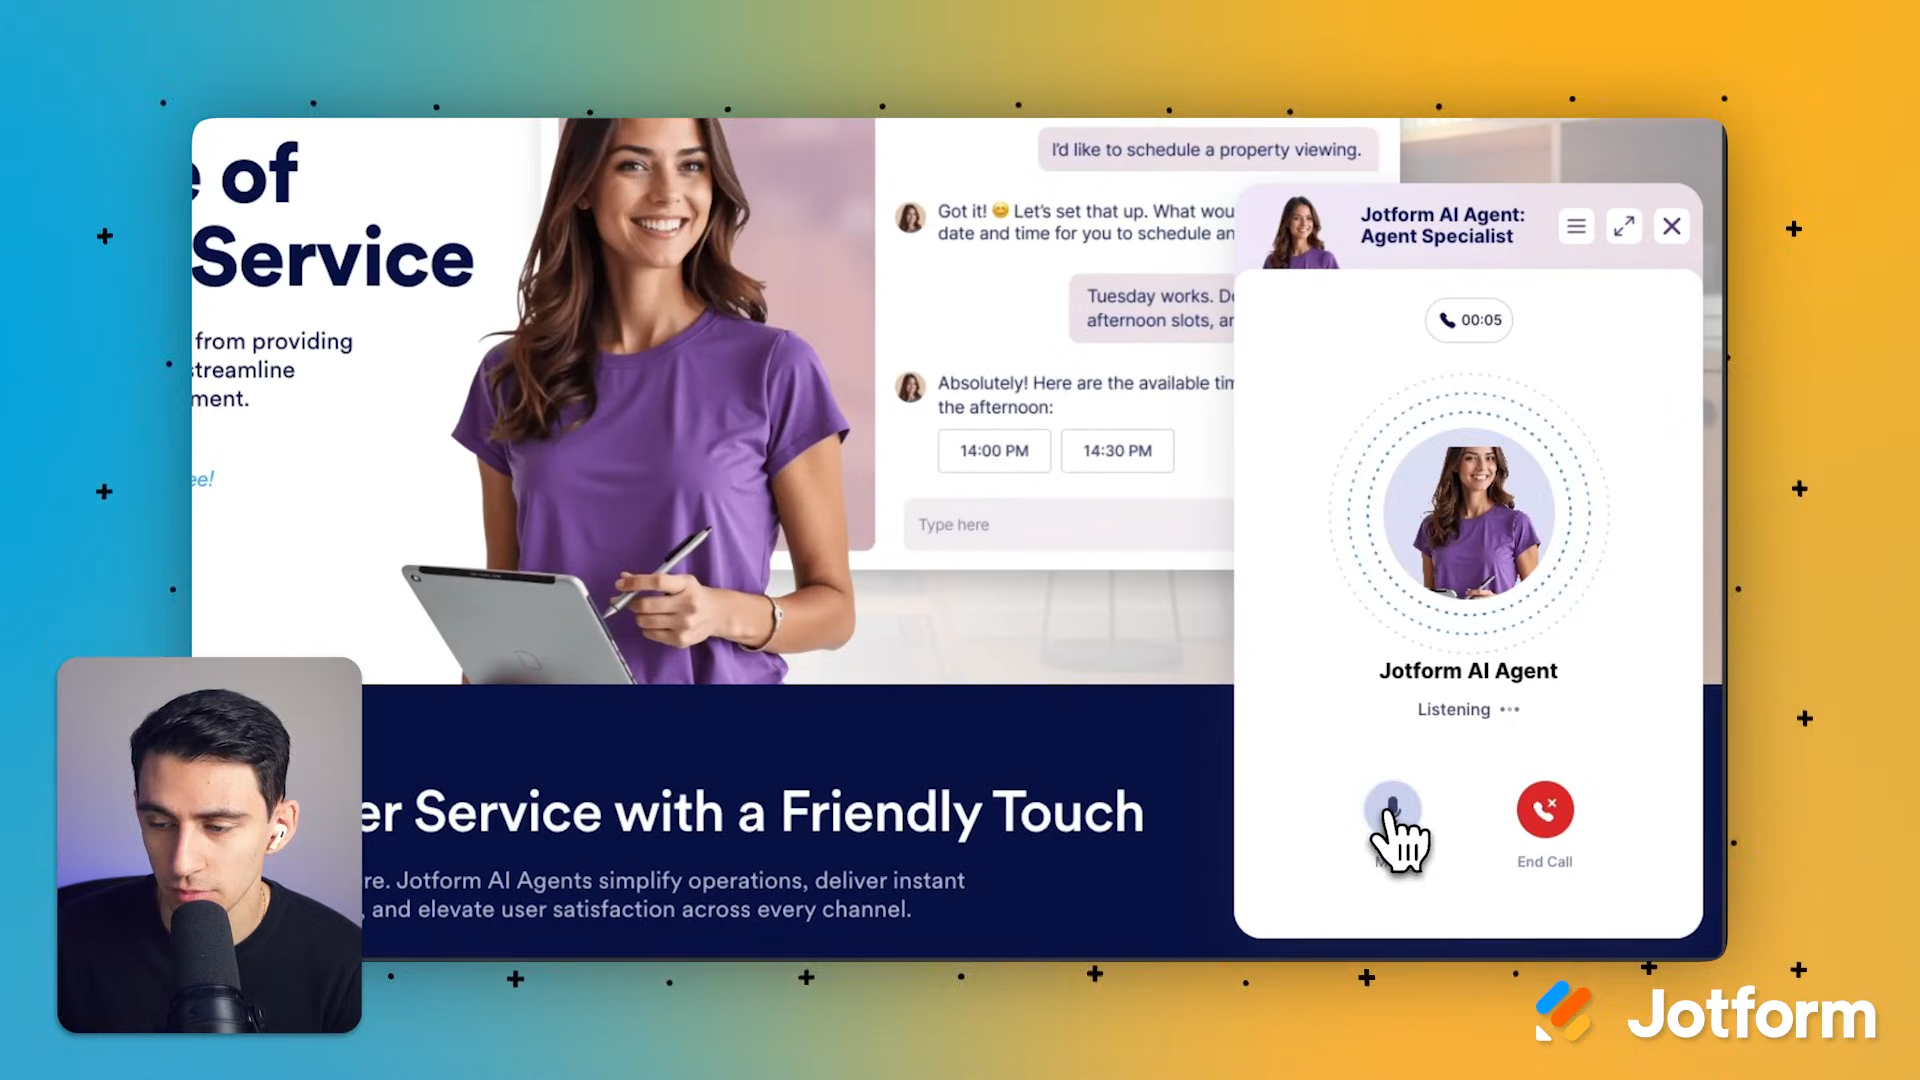 of
Service
from providing
streamline
ment.
ee!
I'd like to schedule a property viewing.
Got it! 😊 Let's set that up. What wou
date and time for you to schedule an
Tuesday works. Do
afternoon slots, ar
Absolutely! Here are the available tim
the afternoon:
14:00 PM
14:30 PM
Type here
Jotform AI Agent:
Agent Specialist
00:05
Jotform AI Agent
Listening •••
End Call
er Service with a Friendly Touch
re. Jotform AI Agents simplify operations, deliver instant
, and elevate user satisfaction across every channel.
Jotform